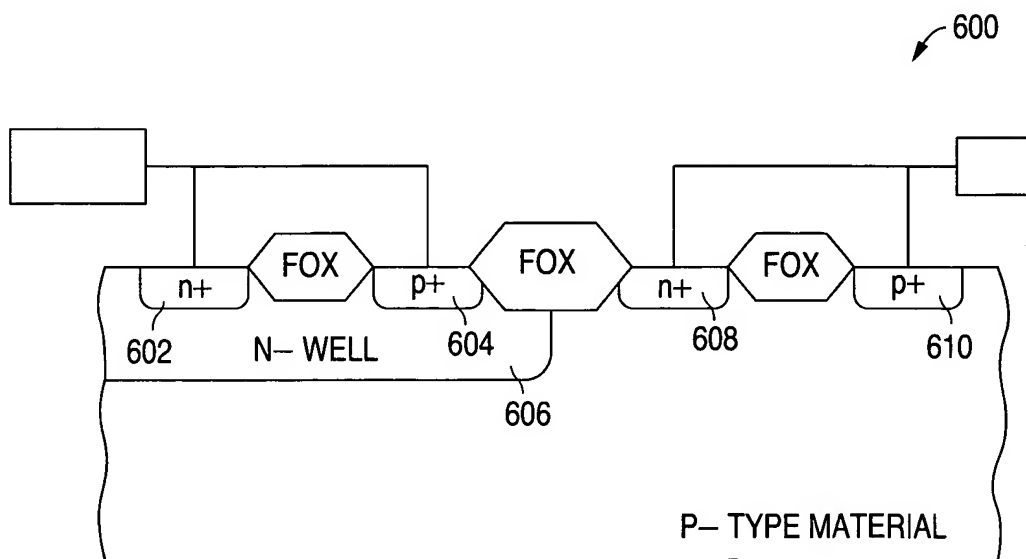 600
FOX
FOX
FOX
n+
p+
n+
p+
602
N– WELL
604
608
610
606
P– TYPE MATERIAL